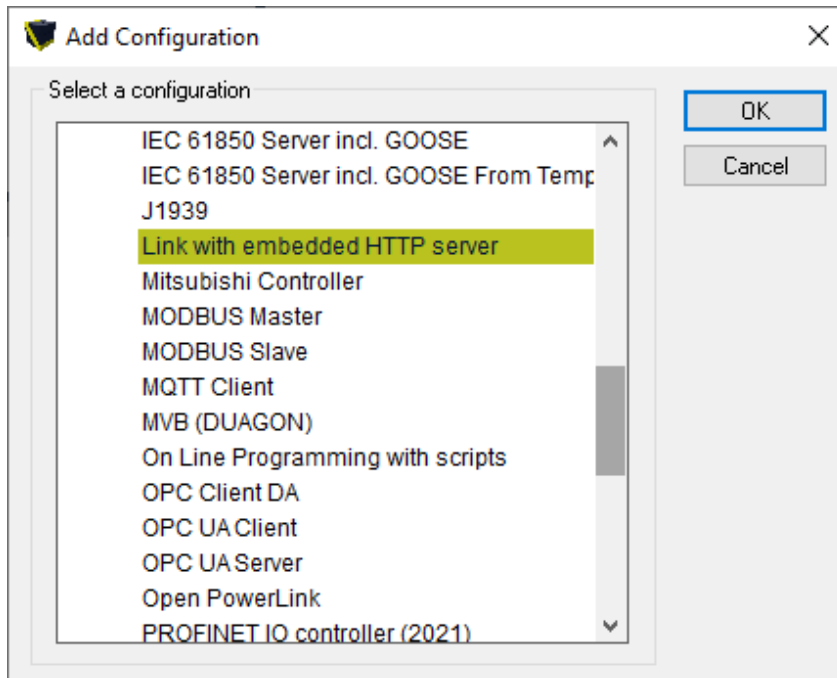 Add Configuration
Select a configuration
OK
Cancel
IEC 61850 Server incl. GOOSE
IEC 61850 Server incl. GOOSE From Temp
J1939
Link with embedded HTTP server
Mitsubishi Controller
MODBUS Master
MODBUS Slave
MQTT Client
MVB (DUAGON)
On Line Programming with scripts
OPC Client DA
OPC UA Client
OPC UA Server
Open PowerLink
PROFINET IO controller (2021)